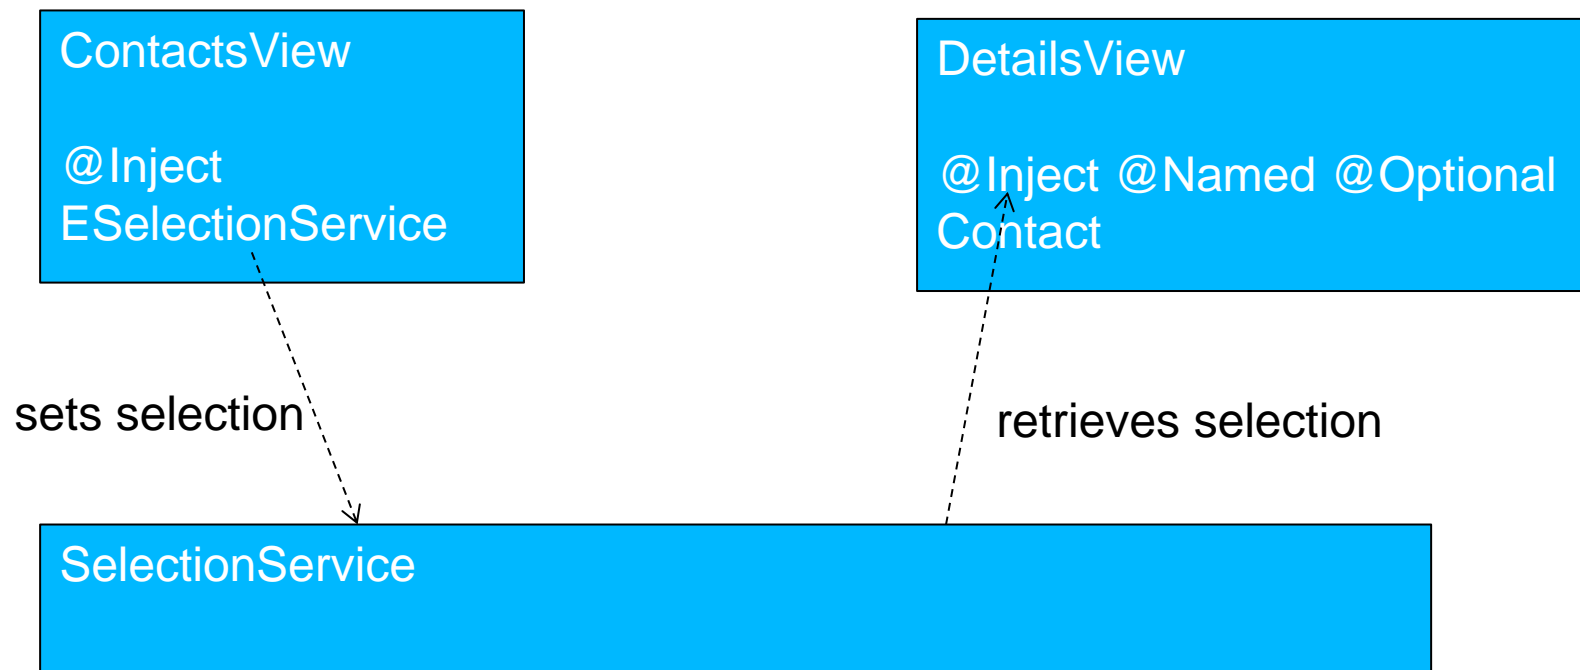 ContactsView
@Inject
ESelectionService
DetailsView
@Inject @Named @Optional
Contact
sets selection
retrieves selection
SelectionService